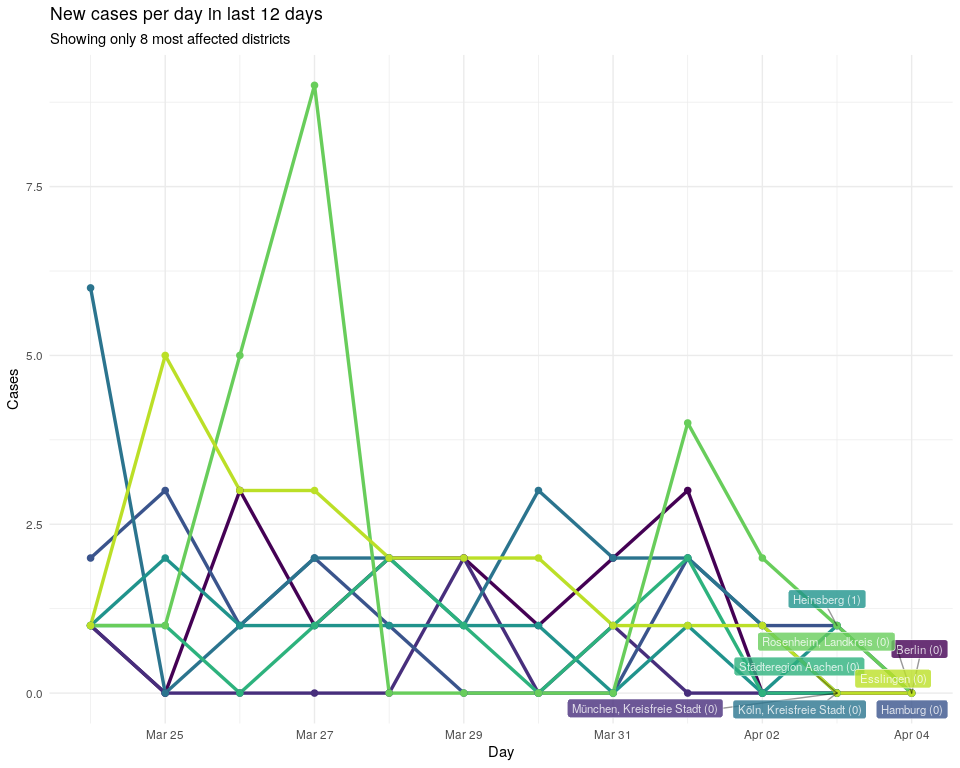 New cases per day in last 12 days
Showing only 8 most affected districts
Cases
7.5
5.0
2.5
0.0
Heinsberg (1)
Rosenheim, Landkreis (0)
Berlin (0)
Städteregion Aachen (0)
Esslingen (0)
München, Kreisfreie Stadt (0)
Köln, Kreisfreie Stadt (0)
Hamburg (0)
Mar 25
Mar 27
Mar 29
Mar 31
Apr 02
Apr 04
Day